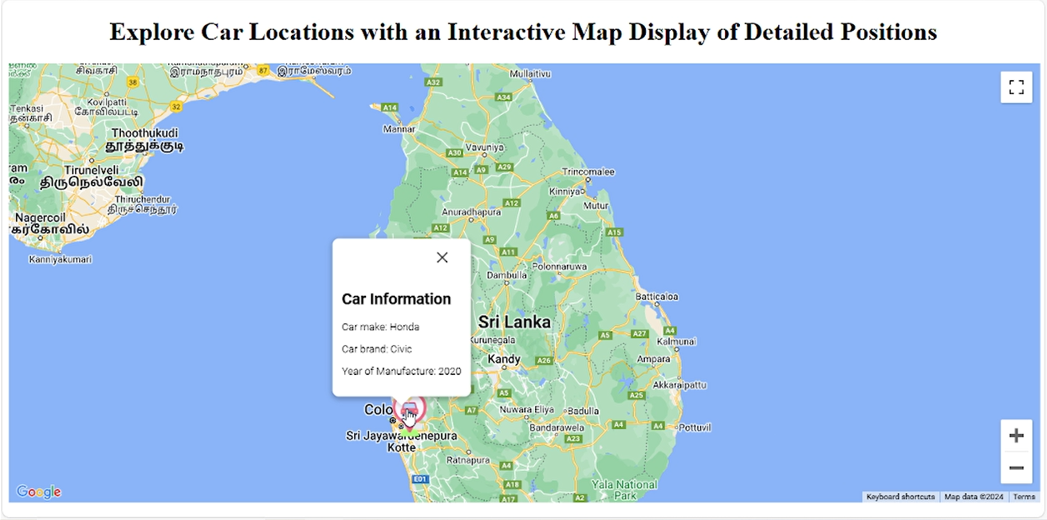 Explore Car Locations with an Interactive Map Display of Detailed Positions
சிவகாசி
இராமநாதபுரம்
இராமேஸ்வரம்
38
87
Mullaitivu
A32
A34
Kovilpatti
கோவில்பட்டி
32
Tenkasi
தென்காசி
A14
Mannar
Thoothukudi
தூத்துக்குடி
A30
Vavuniya
A14
A9
A29
Tirunelveli
திருநெல்வேலி
Trincomalee
Kinniya
Mutur
Thiruchendur
திருச்செந்தூர்
A12
Anuradhapura
A6
Nagercoil
A12
A15
A9
A11
Kanniyakumari
Polonnaruwa
Dambulla
Car Information
Car make: Honda
Car brand: Civic
Year of Manufacture: 2020
Batticaloa
Sri Lanka
A5
A27
A4
Kalmunai
Kurunegala
Kandy
A26
Ampara
Akkaraipattu
A5
A25
Colo
A7
Nuwara Eliya
Badulla
Bandarawela
A4
A4
Pottuvil
A23
Sri Jayawardenepura
Kotte
Ratnapura
A4
E01
A18
A17
A2
Yala National
Park
Google
Keyboard shortcuts
Map data ©2024
Terms